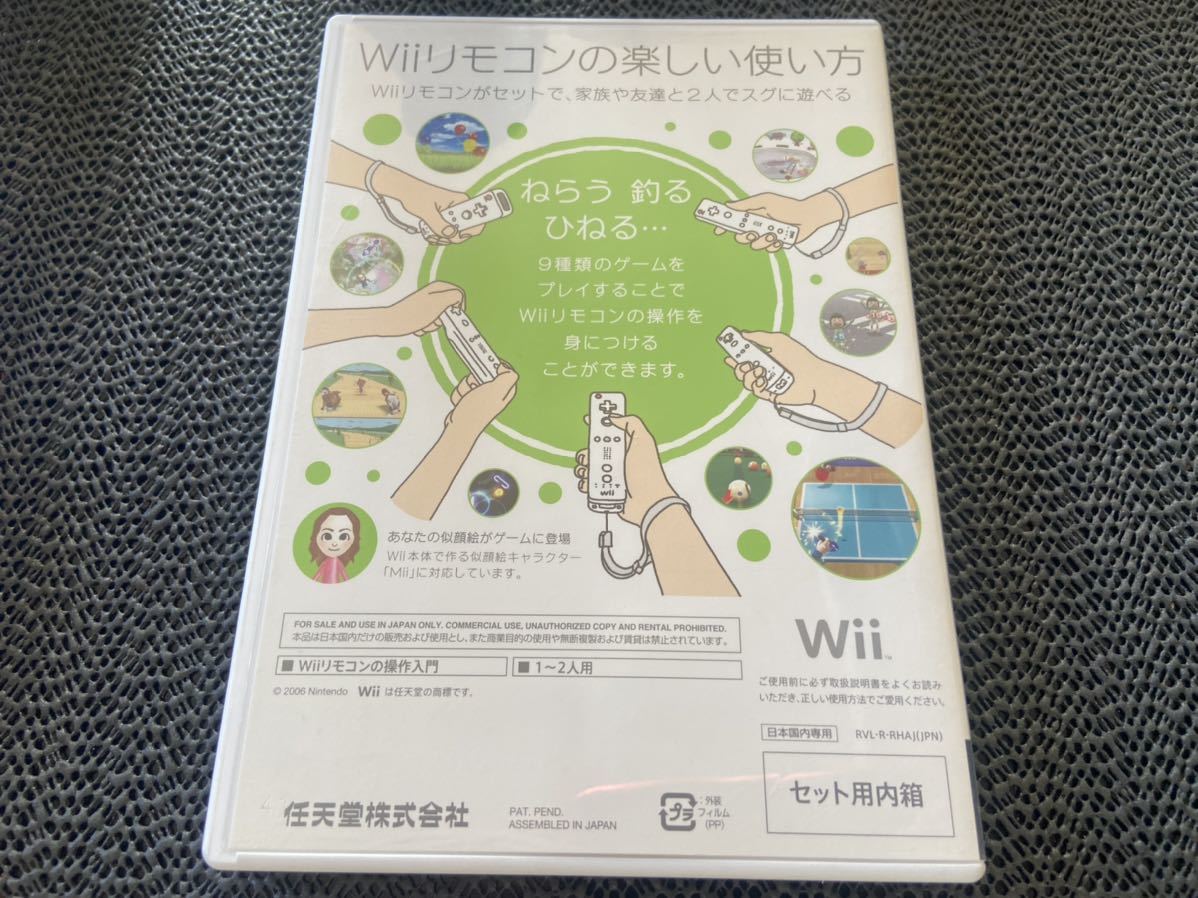 Wiiリモコンの楽しい使い方
Wiiリモコンがセットで、家族や友達と2人でスグに遊べる
ねらう 釣る
ひねる…
9種類のゲームを
プレイすることで
Wiiリモコンの操作を
身につける
ことができます。
Wii
あなたの似顔絵がゲームに登場
Wii本体で作る似顔絵キャラクター
「Mii」に対応しています。
FOR SALE AND USE IN JAPAN ONLY. COMMERCIAL USE, UNAUTHORIZED COPY AND RENTAL PROHIBITED.
本品は日本国内だけの販売および使用とし、また商業目的の使用や無断複製および賃貸は禁止されています。
■ Wiiリモコンの操作入門
■ 1〜2人用
© 2006 Nintendo Wii は任天堂の商標です。
Wii™
ご使用前に必ず取扱説明書をよくお読み
いただき、正しい使用方法でご愛用ください。
日本国内専用 RVL-R-RHAJ(JPN)
セット用内箱
任天堂株式会社
PAT. PEND.
ASSEMBLED IN JAPAN
プラ
:外装
フィルム
(PP)